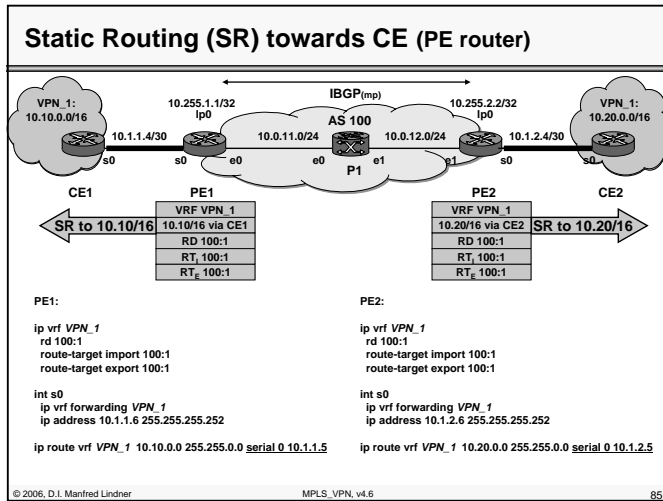 Static Routing (SR) towards CE (PE router)
IBGP(mp)
VPN_1:
10.10.0.0/16
10.255.1.1/32
lp0
AS 100
10.255.2.2/32
lp0
VPN_1:
10.20.0.0/16
10.1.1.4/30
10.0.11.0/24
10.0.12.0/24
10.1.2.4/30
s0
s0
e0
e0
P1
e1
e1
s0
s0
CE1
PE1
PE2
CE2
SR to 10.10/16
VRF VPN_1
10.10/16 via CE1
RD 100:1
RTI 100:1
RTE 100:1
VRF VPN_1
10.20/16 via CE2
RD 100:1
RTI 100:1
RTE 100:1
SR to 10.20/16
PE1:
ip vrf VPN_1
rd 100:1
route-target import 100:1
route-target export 100:1
int s0
ip vrf forwarding VPN_1
ip address 10.1.1.6 255.255.255.252
ip route vrf VPN_1 10.10.0.0 255.255.0.0 serial 0 10.1.1.5
PE2:
ip vrf VPN_1
rd 100:1
route-target import 100:1
route-target export 100:1
int s0
ip vrf forwarding VPN_1
ip address 10.1.2.6 255.255.255.252
ip route vrf VPN_1 10.20.0.0 255.255.0.0 serial 0 10.1.2.5
© 2006, D.I. Manfred Lindner
MPLS_VPN, v4.6
85